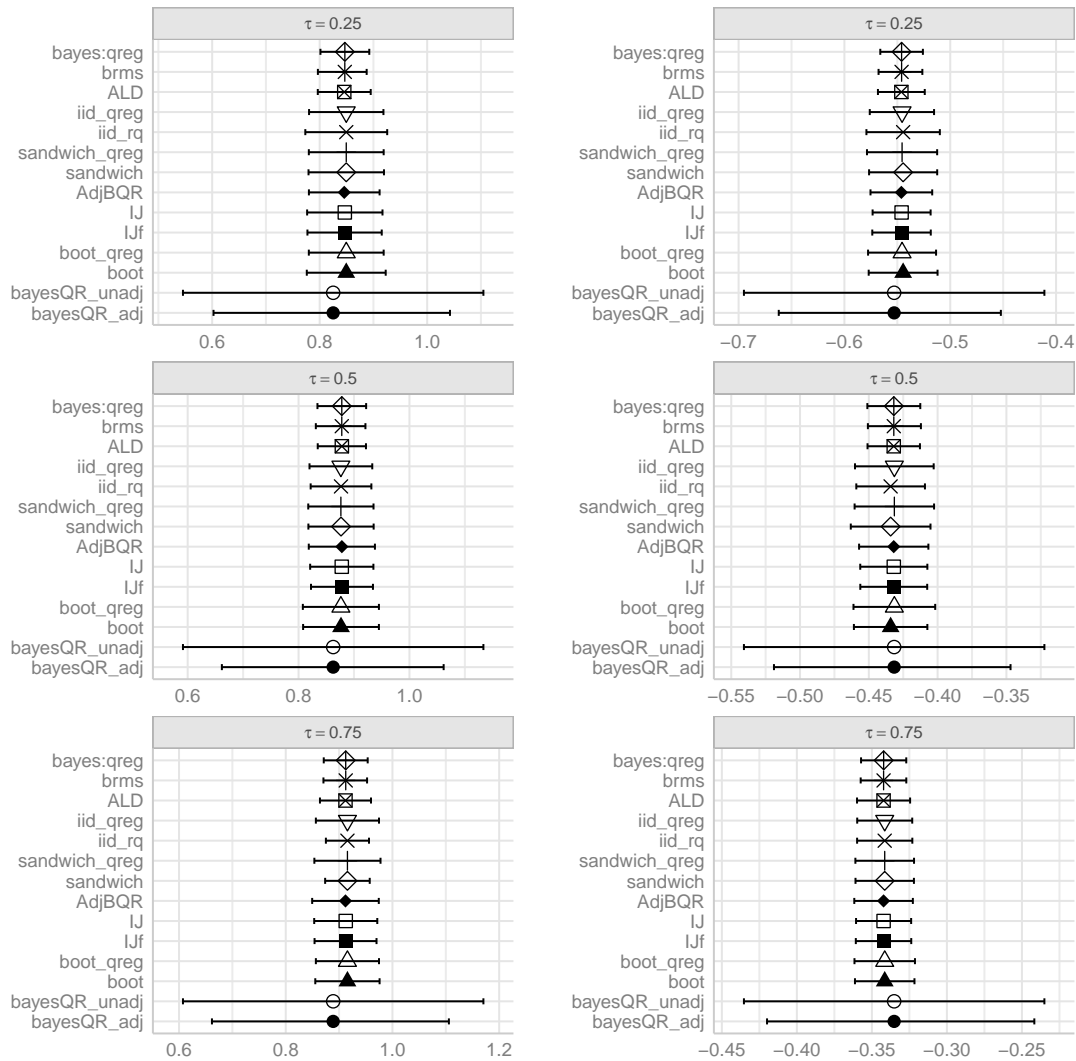 τ = 0.25
bayes:qreg
brms
ALD
iid_qreg
iid_rq
sandwich_qreg
sandwich
AdjBQR
IJ
IJf
boot_qreg
boot
bayesQR_unadj
bayesQR_adj
0.6 0.8 1.0
τ = 0.25
bayes:qreg
brms
ALD
iid_qreg
iid_rq
sandwich_qreg
sandwich
AdjBQR
IJ
IJf
boot_qreg
boot
bayesQR_unadj
bayesQR_adj
−0.7 −0.6 −0.5 −0.4
τ = 0.5
bayes:qreg
brms
ALD
iid_qreg
iid_rq
sandwich_qreg
sandwich
AdjBQR
IJ
IJf
boot_qreg
boot
bayesQR_unadj
bayesQR_adj
0.6 0.8 1.0
τ = 0.5
bayes:qreg
brms
ALD
iid_qreg
iid_rq
sandwich_qreg
sandwich
AdjBQR
IJ
IJf
boot_qreg
boot
bayesQR_unadj
bayesQR_adj
−0.55 −0.50 −0.45 −0.40 −0.35
τ = 0.75
bayes:qreg
brms
ALD
iid_qreg
iid_rq
sandwich_qreg
sandwich
AdjBQR
IJ
IJf
boot_qreg
boot
bayesQR_unadj
bayesQR_adj
0.6 0.8 1.0 1.2
τ = 0.75
bayes:qreg
brms
ALD
iid_qreg
iid_rq
sandwich_qreg
sandwich
AdjBQR
IJ
IJf
boot_qreg
boot
bayesQR_unadj
bayesQR_adj
−0.45 −0.40 −0.35 −0.30 −0.25